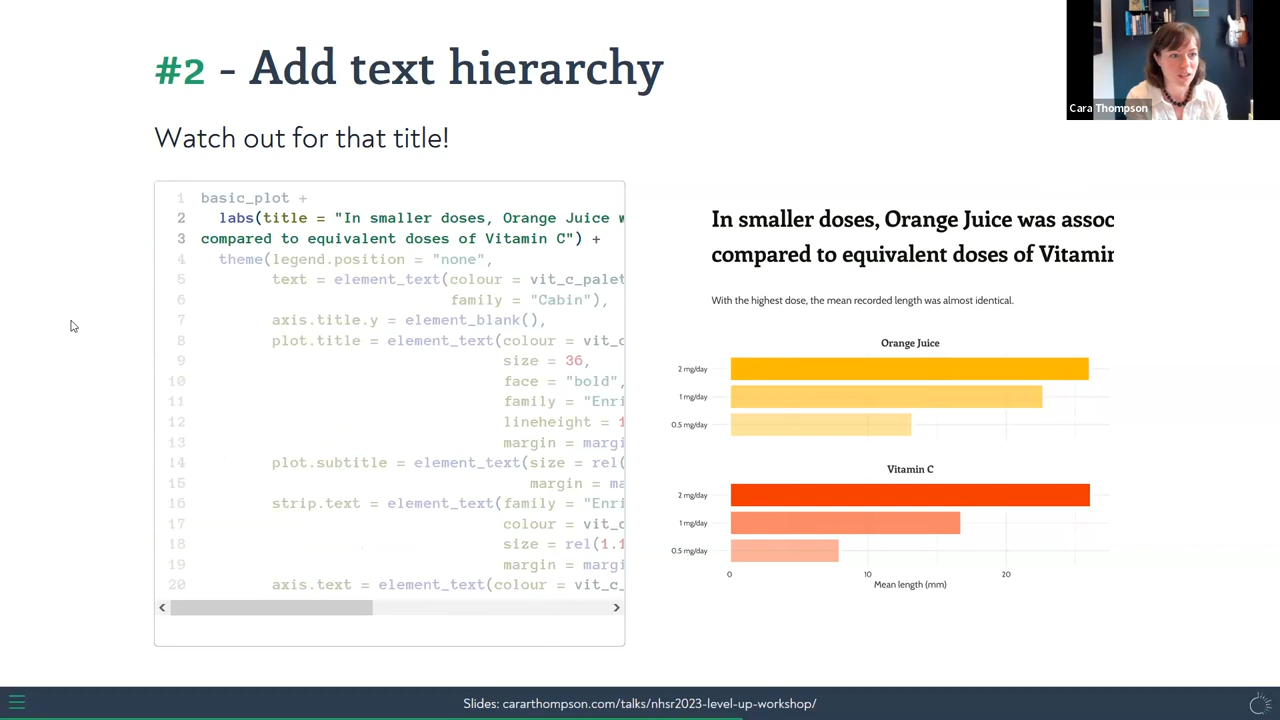 #2 - Add text hierarchy
Cara Thompson
Watch out for that title!
1 basic_plot +
2 labs(title = "In smaller doses, Orange Juice w
3 compared to equivalent doses of Vitamin C") +
4 theme(legend.position = "none",
5 text = element_text(colour = vit_c_palet
6 family = "Cabin"),
7 axis.title.y = element_blank(),
8 plot.title = element_text(colour = vit_c
9 size = 36,
10 face = "bold",
11 family = "Enri
12 lineheight = 1
13 margin = margi
14 plot.subtitle = element_text(size = rel(
15 margin = ma
16 strip.text = element_text(family = "Enri
17 colour = vit_c
18 size = rel(1.1
19 margin = margi
20 axis.text = element_text(colour = vit_c_
In smaller doses, Orange Juice was assoc
compared to equivalent doses of Vitamin
With the highest dose, the mean recorded length was almost identical.
Orange Juice
2 mg/day
1 mg/day
0.5 mg/day
Vitamin C
2 mg/day
1 mg/day
0.5 mg/day
0 10 20
Mean length (mm)
Slides: cararthompson.com/talks/nhsr2023-level-up-workshop/